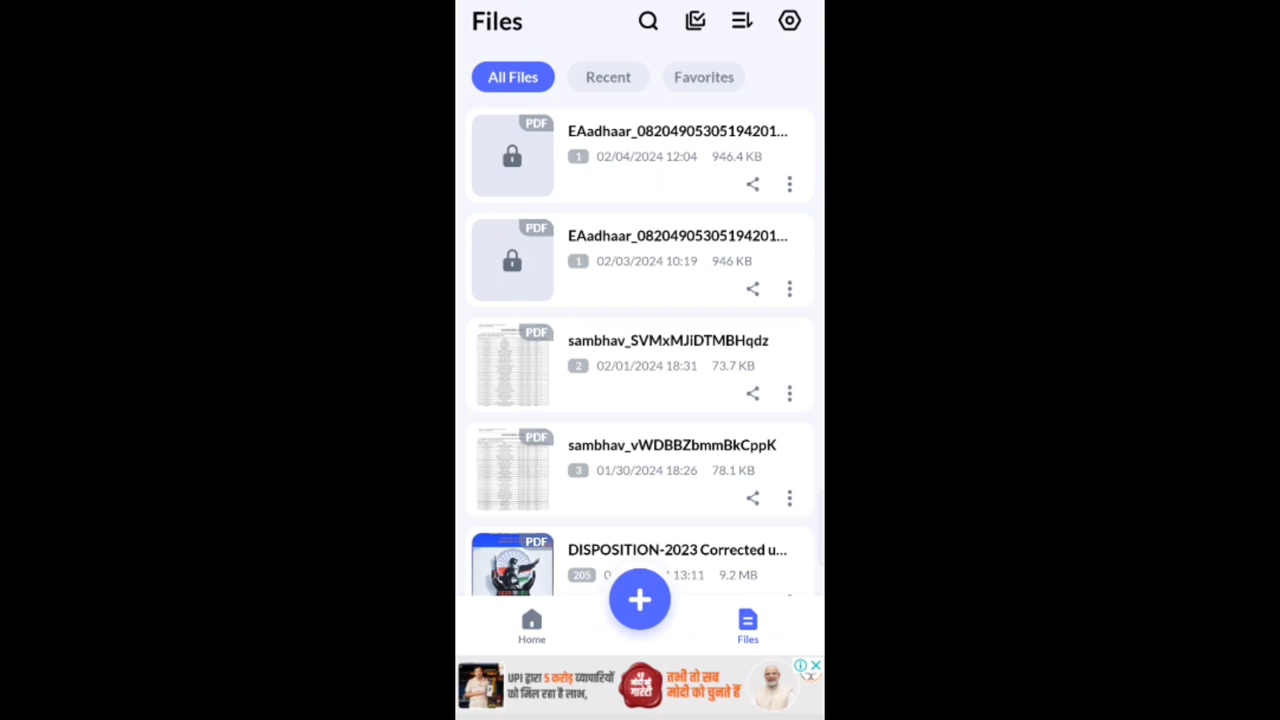 Files
All Files Recent Favorites
PDF
EAadhaar_08204905305194201...
1 02/04/2024 12:04 946.4 KB
PDF
EAadhaar_08204905305194201...
1 02/03/2024 10:19 946 KB
PDF
sambhav_SVMxMJiDTMBHqdz
2 02/01/2024 18:31 73.7 KB
PDF
sambhav_vWDBBZbmmBkCppK
3 01/30/2024 18:26 78.1 KB
PDF
DISPOSITION-2023 Corrected u...
205 13:11 9.2 MB
Home Files
UPI द्वारा 5 करोड़ व्यापारियों
को मिल रहा है लाभ,
मोदी की
गारंटी
तभी तो सब
मोदी को चुनते हैं